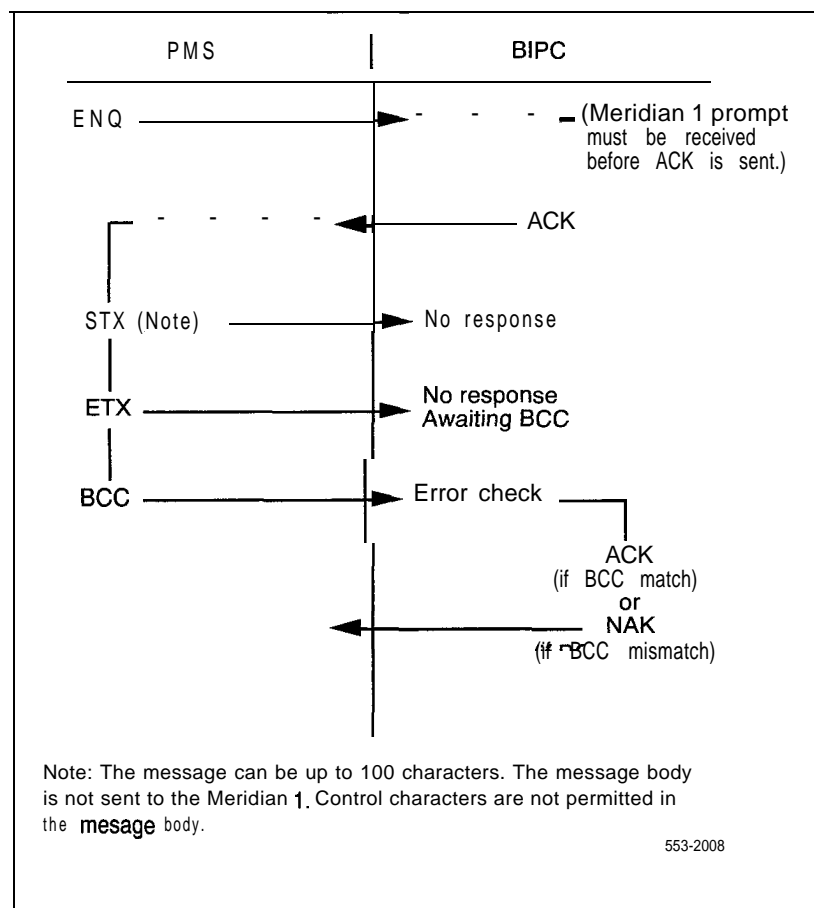 PMS BIPC
ENQ (Meridian 1 prompt
must be received
before ACK is sent.)
ACK
STX (Note) No response
ETX No response
Awaiting BCC
BCC Error check
ACK
(if BCC match)
or
NAK
(if BCC mismatch)
Note: The message can be up to 100 characters. The message body
is not sent to the Meridian 1. Control characters are not permitted in
the mesage body.
553-2008